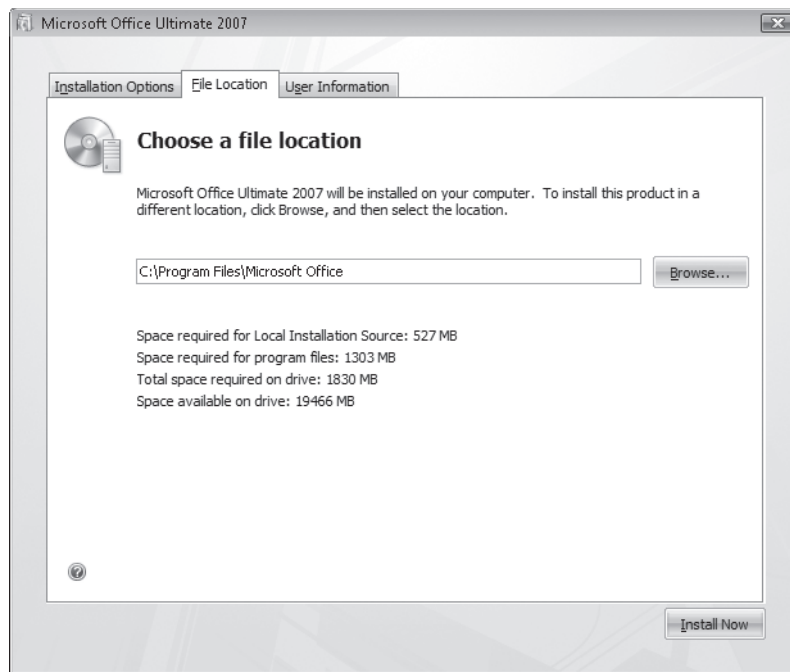 Microsoft Office Ultimate 2007
Installation Options
File Location
User Information
Choose a file location
Microsoft Office Ultimate 2007 will be installed on your computer. To install this product in a
different location, click Browse, and then select the location.
C:\Program Files\Microsoft Office
Browse...
Space required for Local Installation Source: 527 MB
Space required for program files: 1303 MB
Total space required on drive: 1830 MB
Space available on drive: 19466 MB
Install Now